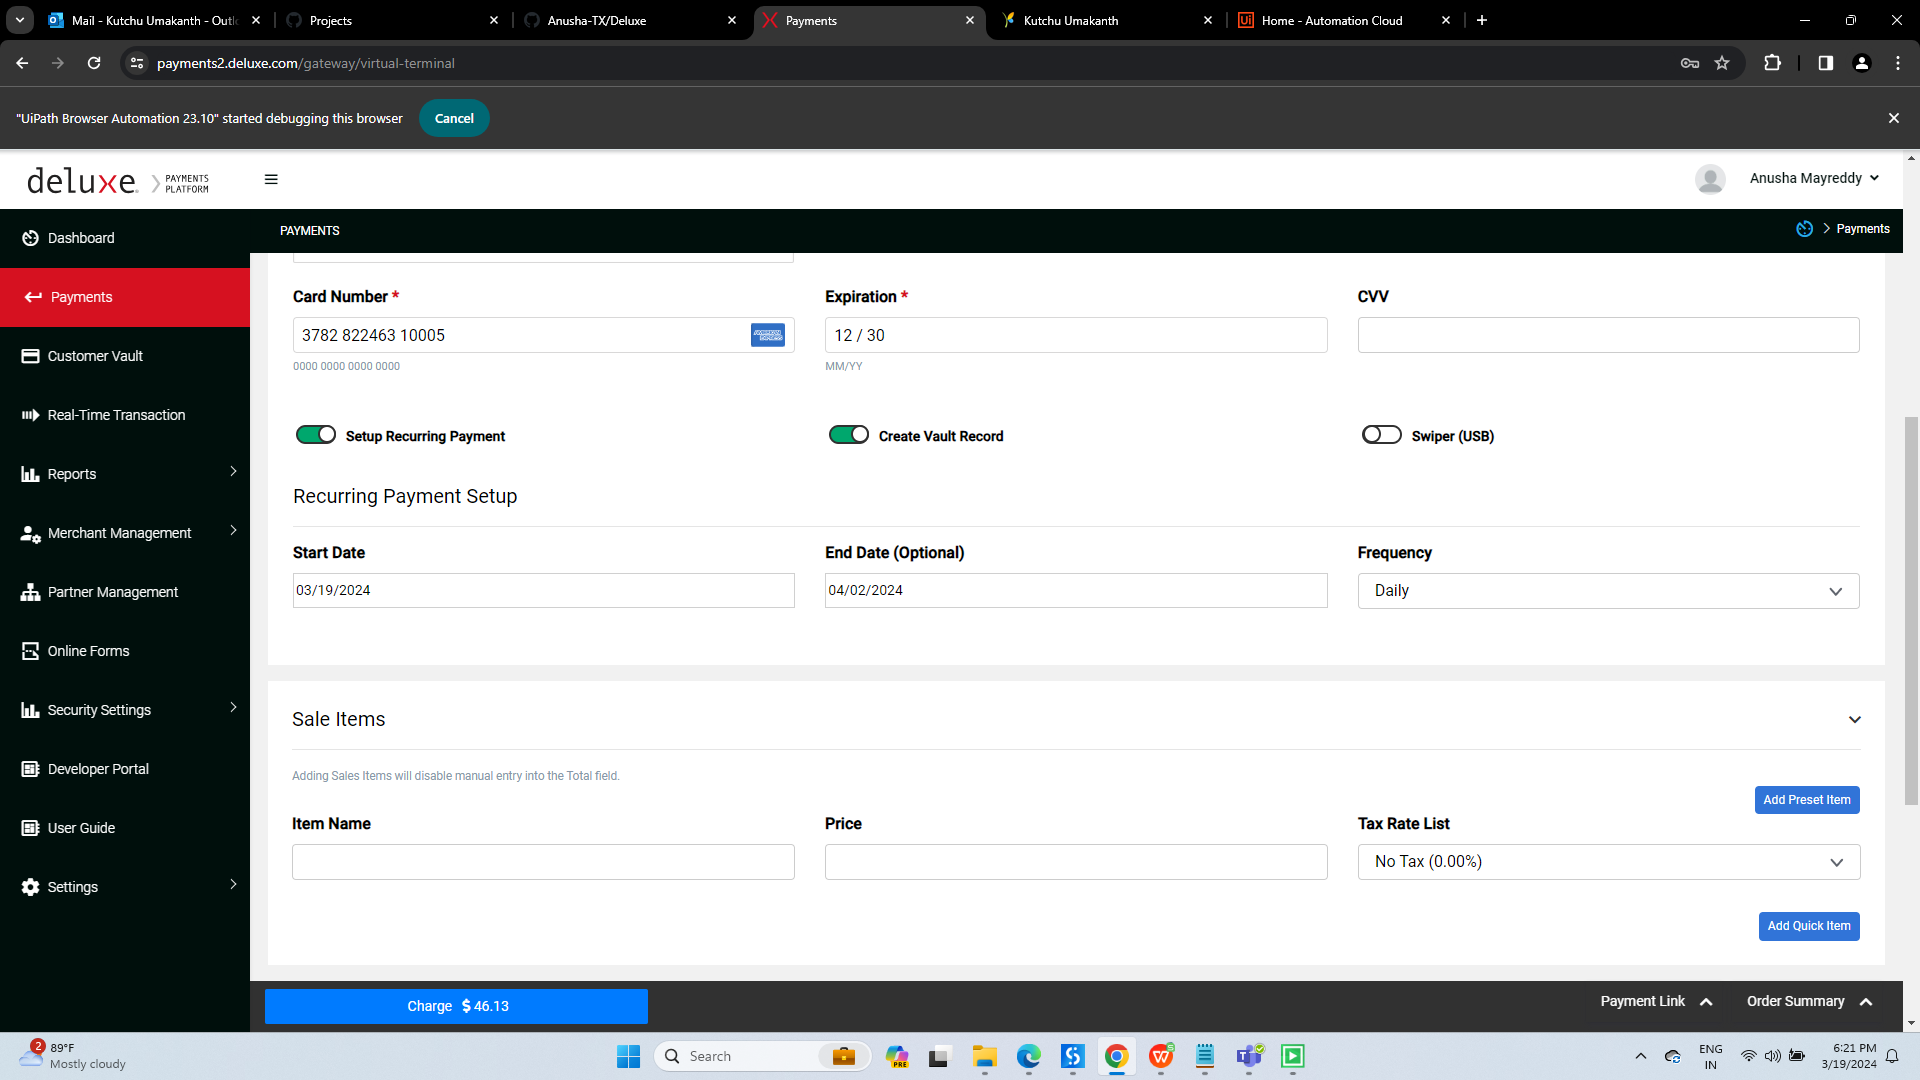 Mail - Kutchu Umakanth - Outlo
Projects
Anusha-TX/Deluxe
Payments
Kutchu Umakanth
Home - Automation Cloud
payments2.deluxe.com/gateway/virtual-terminal
"UiPath Browser Automation 23.10" started debugging this browser
Cancel
deluxe. PAYMENTS PLATFORM
Anusha Mayreddy
Dashboard
PAYMENTS
Payments
Payments
Customer Vault
Real-Time Transaction
Reports
Merchant Management
Partner Management
Online Forms
Security Settings
Developer Portal
User Guide
Settings
Card Number *
Expiration *
CVV
3782 822463 10005
AMERICAN EXPRESS
12 / 30
0000 0000 0000 0000
MM/YY
Setup Recurring Payment
Create Vault Record
Swiper (USB)
Recurring Payment Setup
Start Date
End Date (Optional)
Frequency
03/19/2024
04/02/2024
Daily
Sale Items
Adding Sales Items will disable manual entry into the Total field.
Add Preset Item
Item Name
Price
Tax Rate List
No Tax (0.00%)
Add Quick Item
Charge $ 46.13
Payment Link
Order Summary
2
89°F
Mostly cloudy
Search
PRE
ENG
IN
6:21 PM
3/19/2024